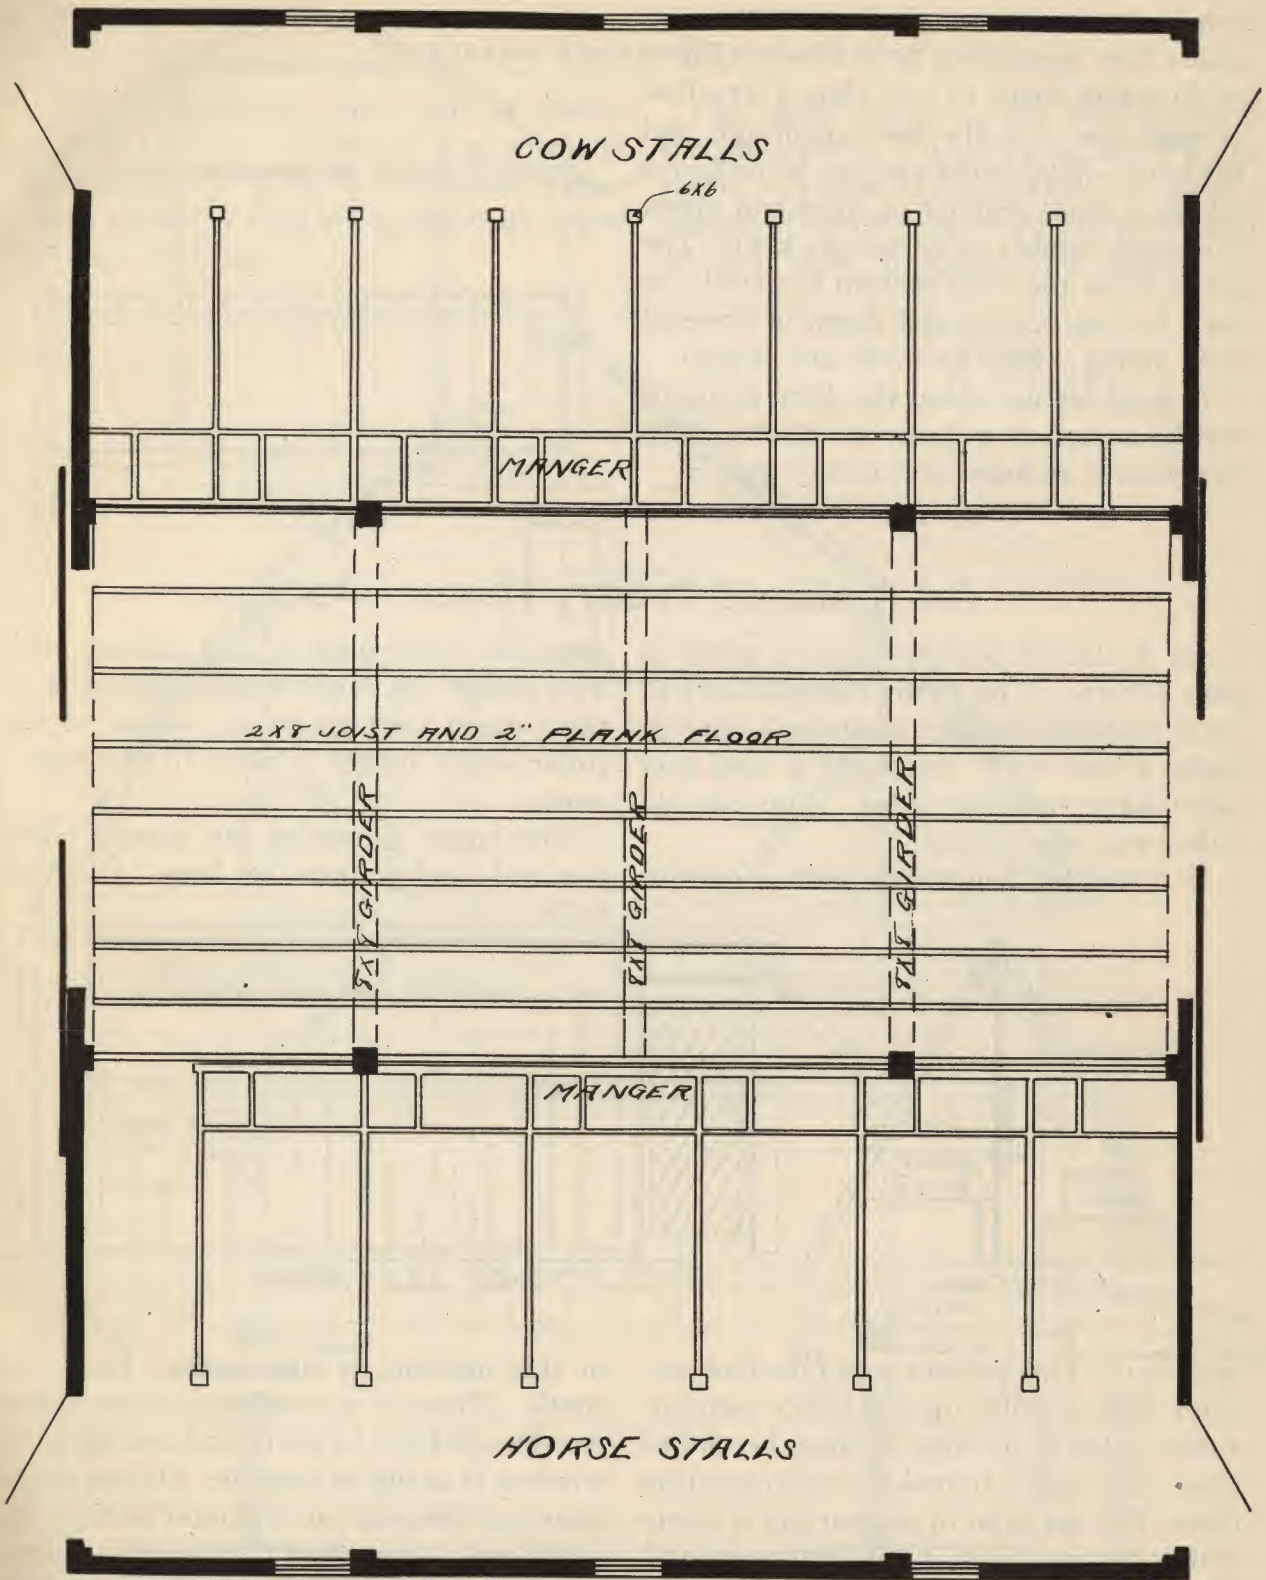 COW STALLS
6X6
MANGER
2X8 JOIST AND 2" PLANK FLOOR
8X8 GIRDER
8X8 GIRDER
8X8 GIRDER
MANGER
HORSE STALLS